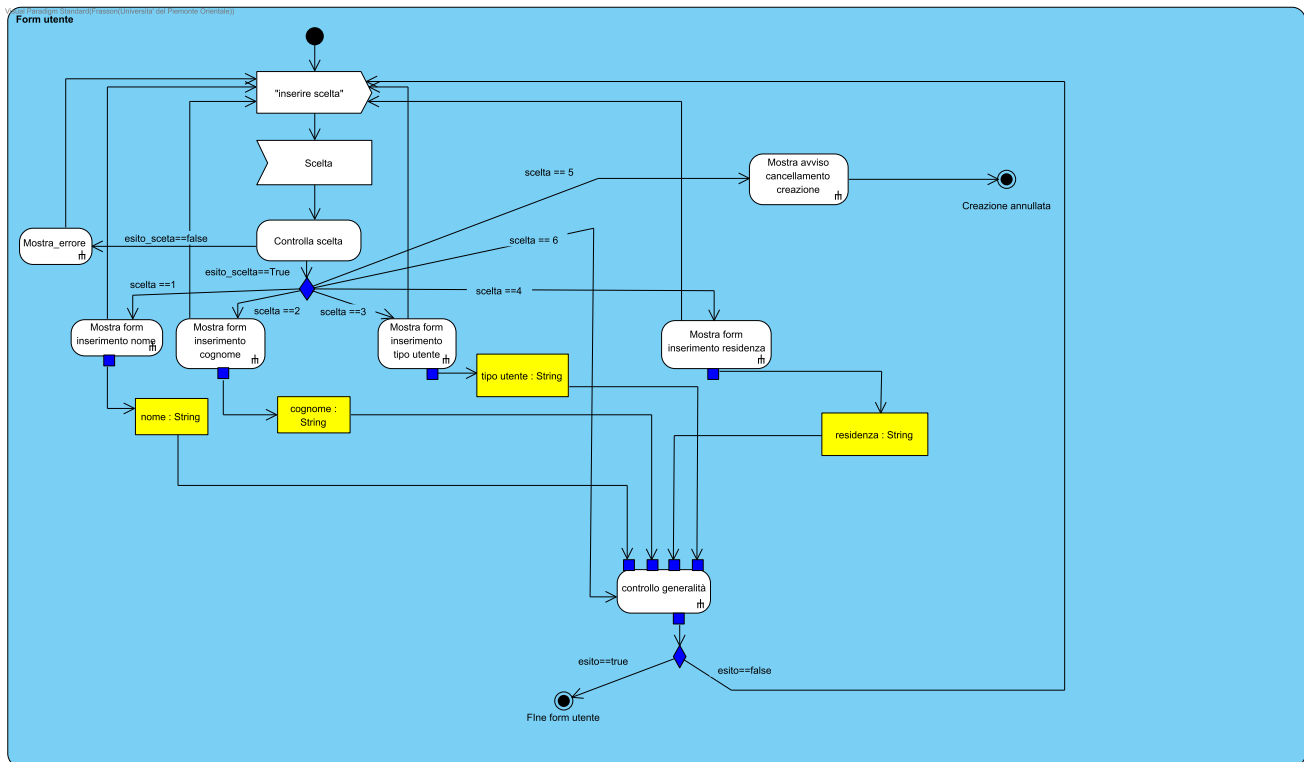 Visual Paradigm Standard(Frasson(Universita' del Piemonte Orientale))
Form utente
"inserire scelta"
Scelta
Mostra avviso
cancellamento
creazione
scelta == 5
Creazione annullata
Mostra_errore
esito_sceta==false
Controlla scelta
scelta == 6
esito_scelta==True
scelta ==1
scelta ==2
scelta ==3
scelta ==4
Mostra form
inserimento nome
Mostra form
inserimento
cognome
Mostra form
inserimento
tipo utente
Mostra form
inserimento residenza
tipo utente : String
nome : String
cognome :
String
residenza : String
controllo generalità
esito==true
esito==false
FIne form utente